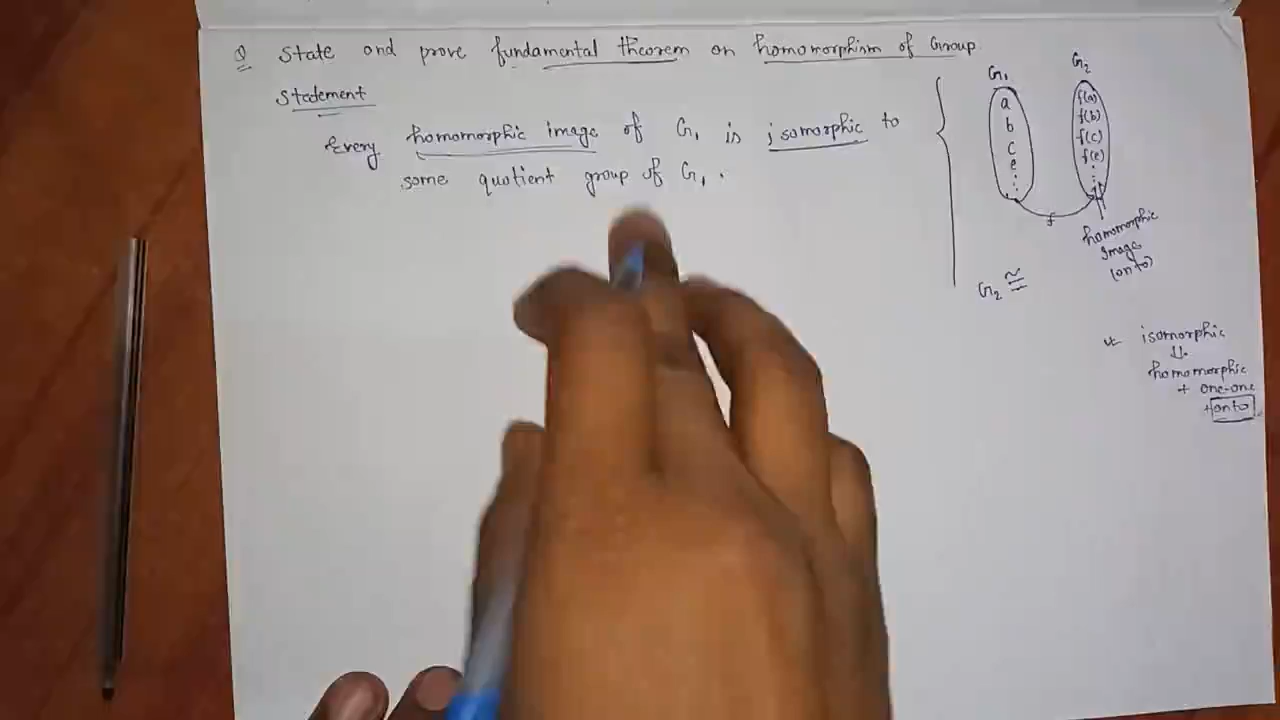 Q State and prove fundamental theorem on homomorphism of Group
Statement
Every homomorphic image of G₁ is isomorphic to
some quotient group of G₁.
G₁ G₂
a f(a)
b f(b)
c f(c)
e f(e)
f
homomorphic
Image
(onto)
G₂ ≅
isomorphic
⇓
homomorphic
+ one-one
+ onto